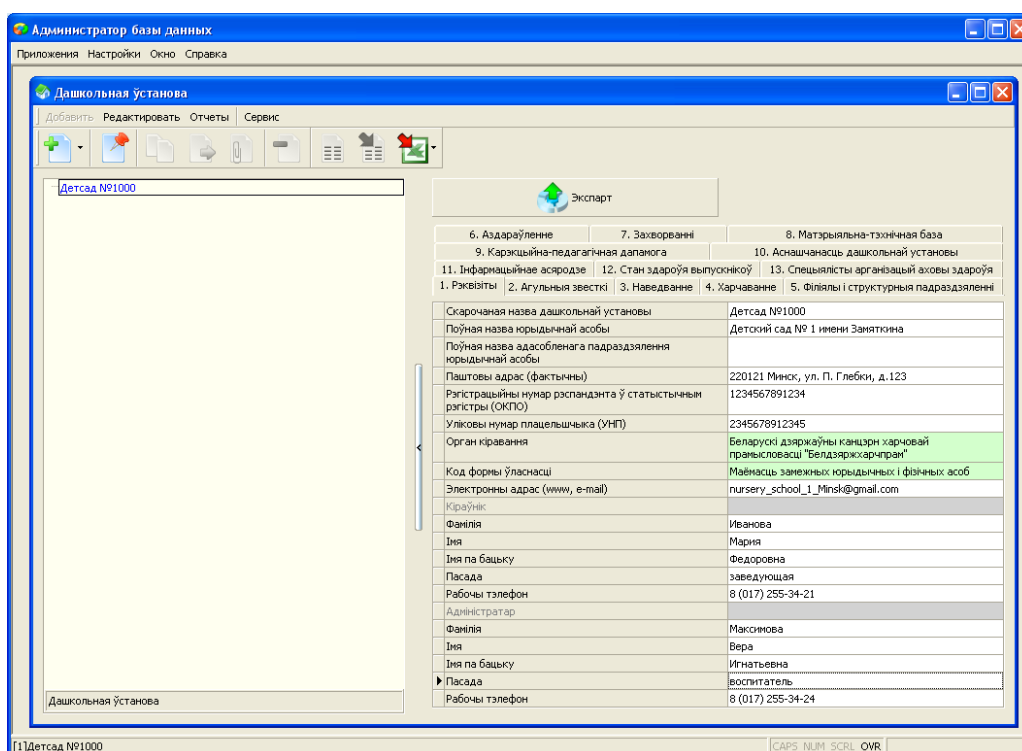 Администратор базы данных
Приложения Настройки Окно Справка
Дашкольная ўстанова
Добавить Редактировать Отчеты Сервис
Детсад №1000
Экспарт
6. Аздараўленне 7. Захворванні 8. Матэрыяльна-тэхнічная база
9. Карэкцыйна-педагагічная дапамога 10. Аснашчанасць дашкольнай установы
11. Інфармацыйнае асяродзе 12. Стан здароўя выпускнікоў 13. Спецыялісты арганізацый аховы здароўя
1. Рэквізіты 2. Агульныя звесткі 3. Наведванне 4. Харчаванне 5. Філіялы і структурныя падраздзяленні
Скарочаная назва дашкольнай установы Детсад №1000
Поўная назва юрыдычнай асобы Детский сад № 1 имени Замяткина
Поўная назва адасобленага падраздзялення
юрыдычнай асобы
Паштовы адрас (фактычны) 220121 Минск, ул. П. Глебки, д.123
Рэгістрацыйны нумар рэспандэнта ў статыстычным
рэгістры (ОКПО) 1234567891234
Уліковы нумар плацельшчыка (УНП) 2345678912345
Орган кіравання Беларускі дзяржаўны канцэрн харчовай
прамысловасці "Белдзяржхарчпрам"
Код формы ўласнасці Маёмасць замежных юрыдычных і фізічных асоб
Электронны адрас (www, e-mail) nursery_school_1_Minsk@gmail.com
Кіраўнік
Фамілія Иванова
Імя Мария
Імя па бацьку Федоровна
Пасада заведующая
Рабочы тэлефон 8 (017) 255-34-21
Адміністратар
Фамілія Максимова
Імя Вера
Імя па бацьку Игнатьевна
Пасада воспитатель
Рабочы тэлефон 8 (017) 255-34-24
Дашкольная ўстанова
[1]Детсад №1000 CAPS NUM SCRL OVR